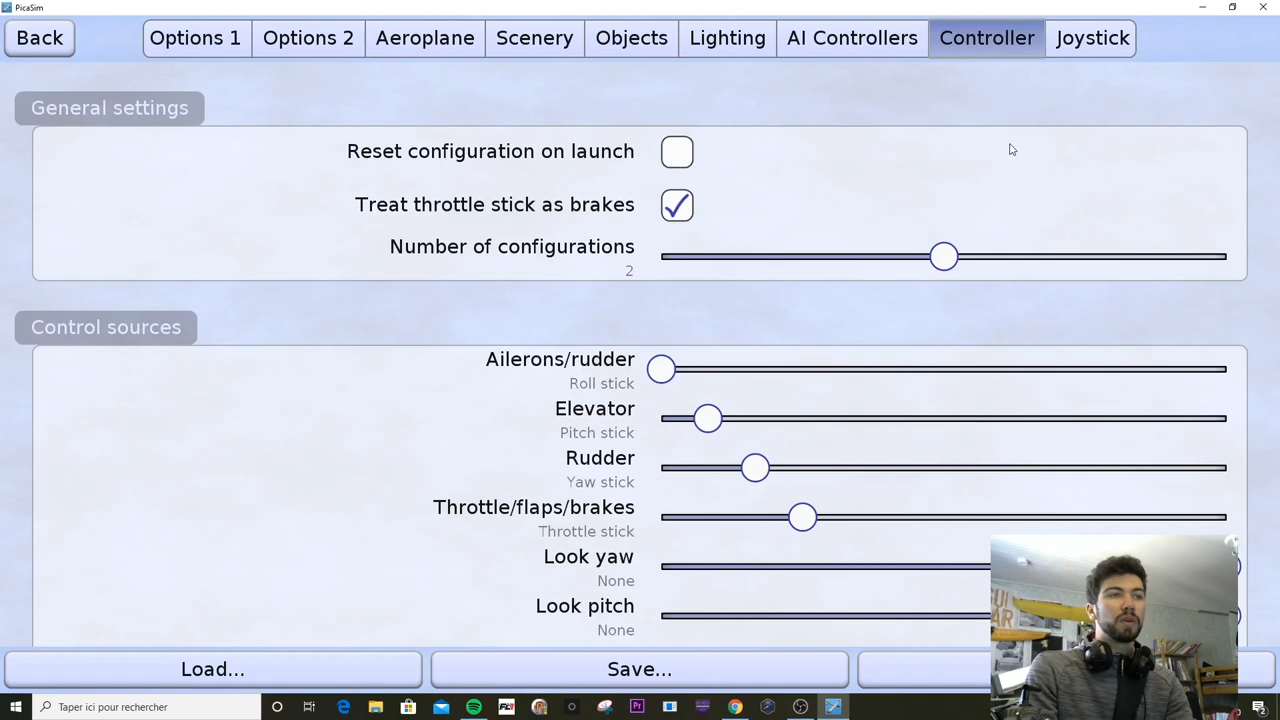 PicaSim
Back
Options 1
Options 2
Aeroplane
Scenery
Objects
Lighting
AI Controllers
Controller
Joystick
General settings
Reset configuration on launch
Treat throttle stick as brakes
Number of configurations
2
Control sources
Ailerons/rudder
Roll stick
Elevator
Pitch stick
Rudder
Yaw stick
Throttle/flaps/brakes
Throttle stick
Look yaw
None
Look pitch
None
Load...
Save...
Taper ici pour rechercher